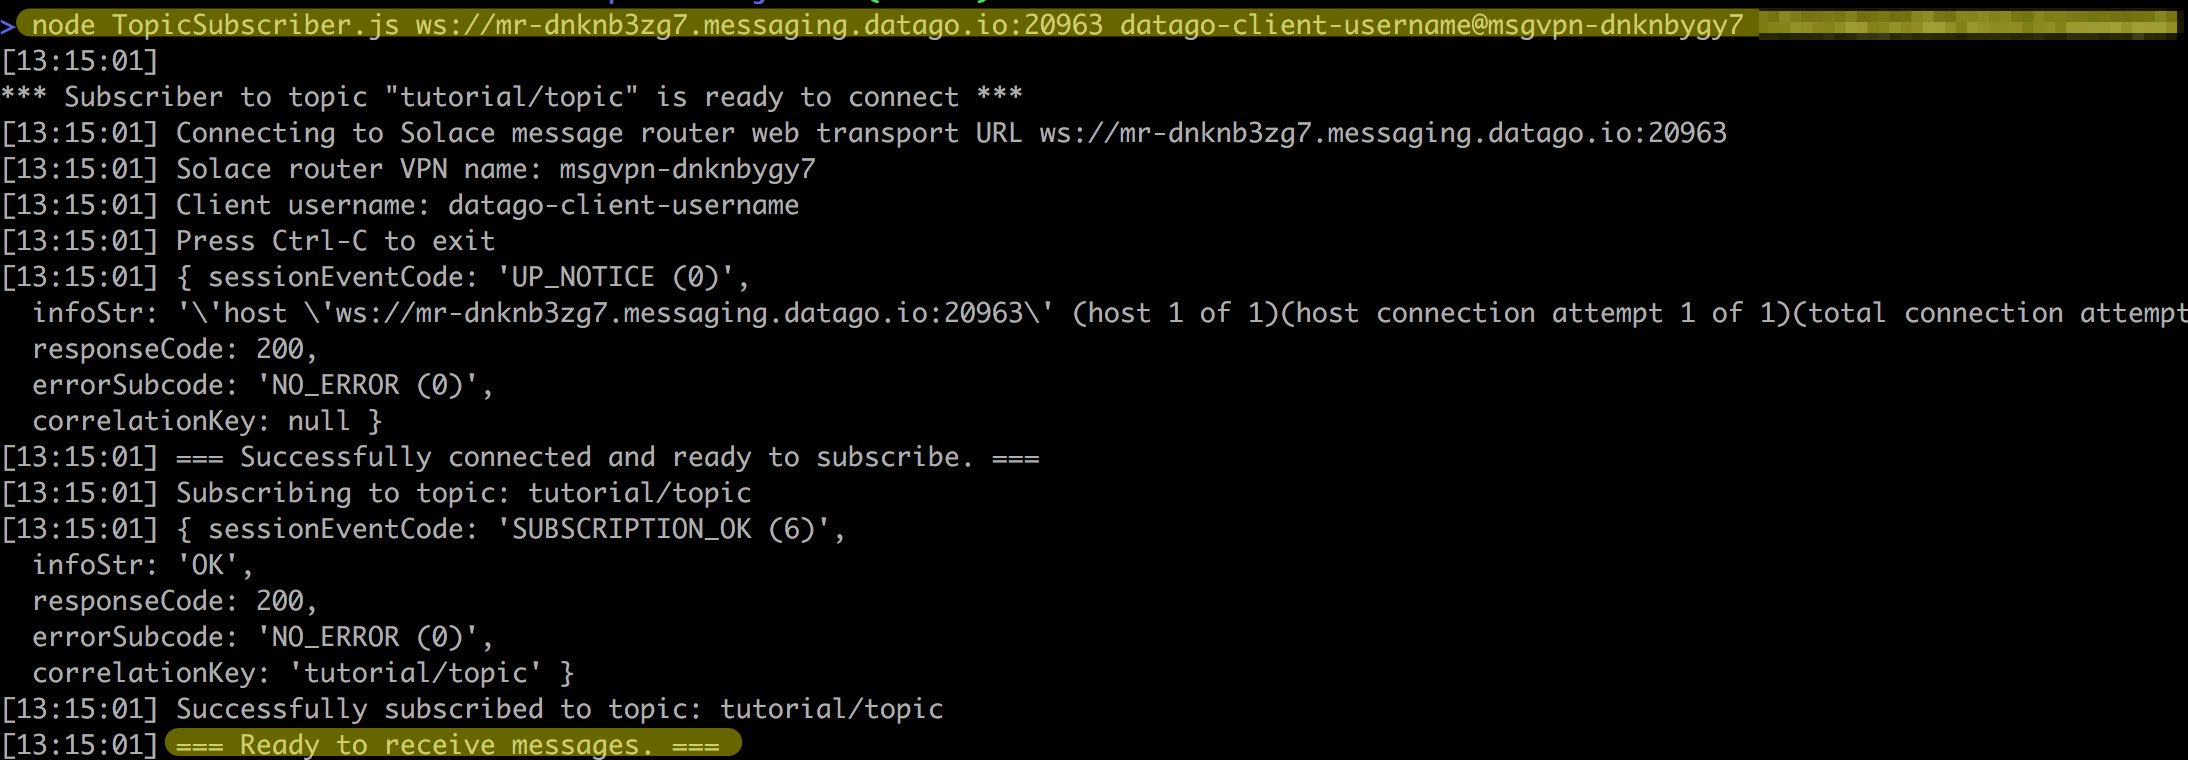 > node TopicSubscriber.js ws://mr-dnknb3zg7.messaging.datago.io:20963 datago-client-username@msgvpn-dnknbygy7
[13:15:01]
*** Subscriber to topic "tutorial/topic" is ready to connect ***
[13:15:01] Connecting to Solace message router web transport URL ws://mr-dnknb3zg7.messaging.datago.io:20963
[13:15:01] Solace router VPN name: msgvpn-dnknbygy7
[13:15:01] Client username: datago-client-username
[13:15:01] Press Ctrl-C to exit
[13:15:01] { sessionEventCode: 'UP_NOTICE (0)',
  infoStr: '\'host \'ws://mr-dnknb3zg7.messaging.datago.io:20963\' (host 1 of 1)(host connection attempt 1 of 1)(total connection attempt
  responseCode: 200,
  errorSubcode: 'NO_ERROR (0)',
  correlationKey: null }
[13:15:01] === Successfully connected and ready to subscribe. ===
[13:15:01] Subscribing to topic: tutorial/topic
[13:15:01] { sessionEventCode: 'SUBSCRIPTION_OK (6)',
  infoStr: 'OK',
  responseCode: 200,
  errorSubcode: 'NO_ERROR (0)',
  correlationKey: 'tutorial/topic' }
[13:15:01] Successfully subscribed to topic: tutorial/topic
[13:15:01] === Ready to receive messages. ===